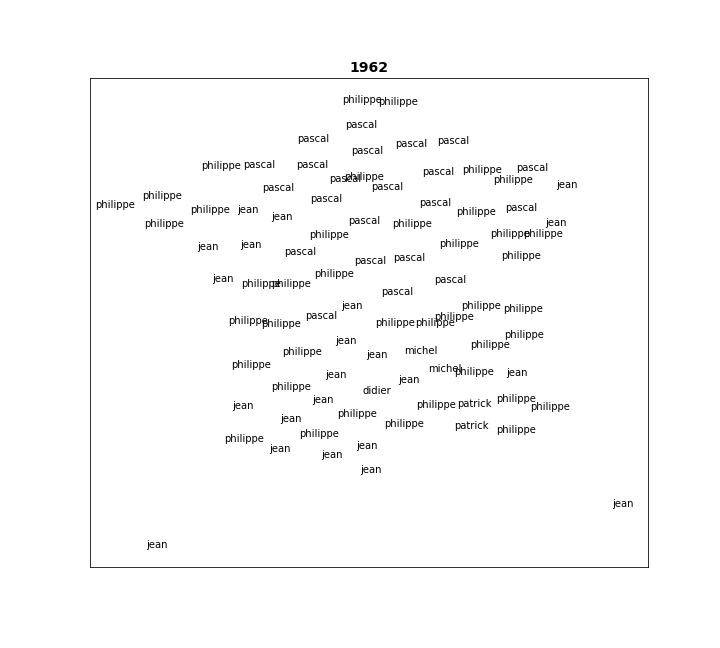 1962
philippe philippe
pascal
pascal pascal pascal
pascal
philippe pascal pascal philippe pascal
pascal philippe pascal philippe
pascal pascal jean
philippe pascal pascal
philippe philippe jean philippe pascal
philippe jean pascal philippe jean
philippe philippe philippe
jean jean philippe
pascal pascal pascal philippe
jean philippe philippe philippe pascal
pascal
jean philippe philippe
philippe philippe pascal philippe philippe philippe
jean philippe philippe
philippe jean michel
philippe jean michel philippe jean
philippe didier jean
jean jean philippe patrick philippe philippe
jean philippe philippe patrick philippe
philippe philippe
jean jean jean
jean
jean
jean